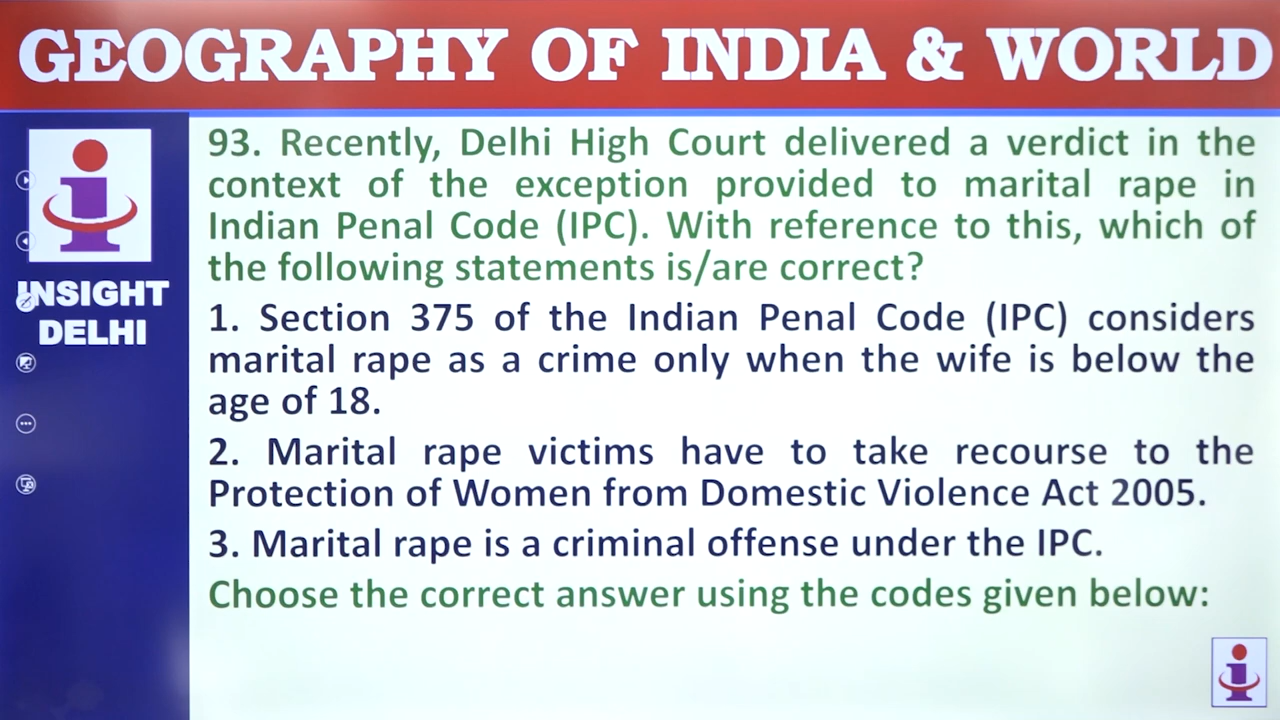 GEOGRAPHY OF INDIA & WORLD
INSIGHT
DELHI
93. Recently, Delhi High Court delivered a verdict in the
context of the exception provided to marital rape in
Indian Penal Code (IPC). With reference to this, which of
the following statements is/are correct?
1. Section 375 of the Indian Penal Code (IPC) considers
marital rape as a crime only when the wife is below the
age of 18.
2. Marital rape victims have to take recourse to the
Protection of Women from Domestic Violence Act 2005.
3. Marital rape is a criminal offense under the IPC.
Choose the correct answer using the codes given below: